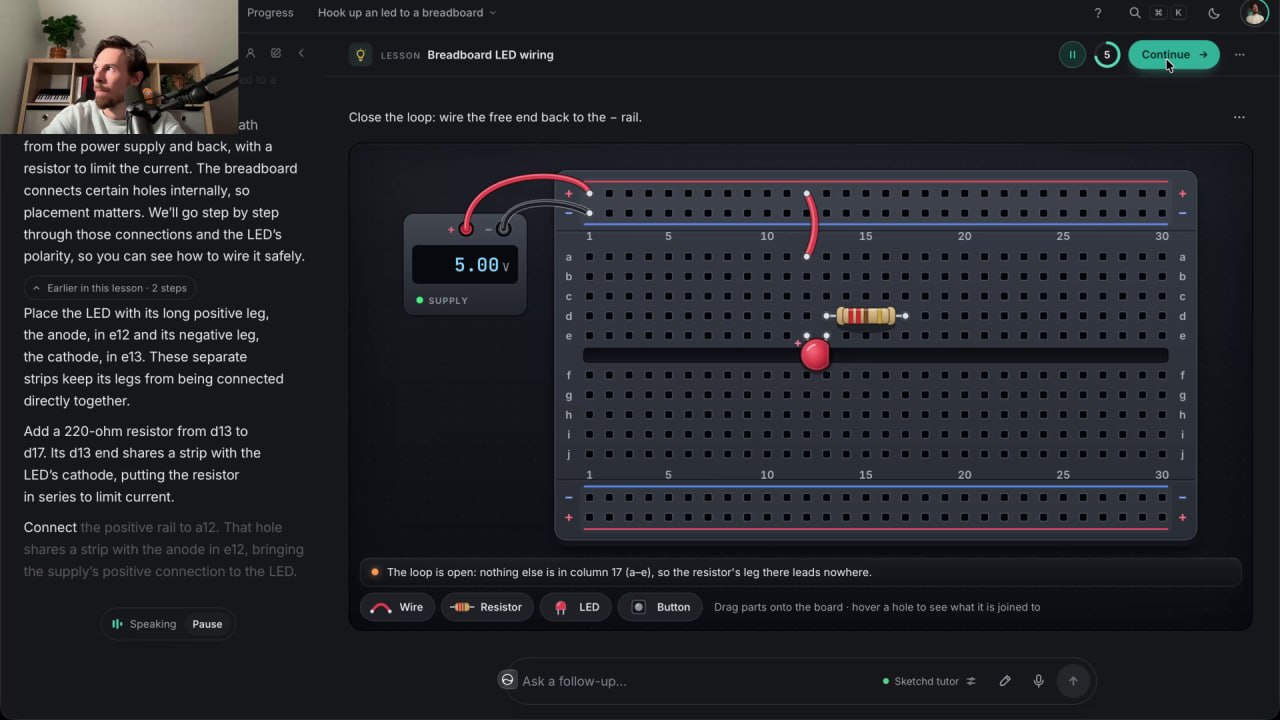 Progress
Hook up an led to a breadboard
?
⌘ K
LESSON Breadboard LED wiring
5
Continue →
ed to a
ath
from the power supply and back, with a
resistor to limit the current. The breadboard
connects certain holes internally, so
placement matters. We'll go step by step
through those connections and the LED's
polarity, so you can see how to wire it safely.
Earlier in this lesson · 2 steps
Place the LED with its long positive leg,
the anode, in e12 and its negative leg,
the cathode, in e13. These separate
strips keep its legs from being connected
directly together.
Add a 220-ohm resistor from d13 to
d17. Its d13 end shares a strip with the
LED's cathode, putting the resistor
in series to limit current.
Connect the positive rail to a12. That hole
shares a strip with the anode in e12, bringing
the supply's positive connection to the LED.
Speaking Pause
Close the loop: wire the free end back to the – rail.
+ −
5.00 V
SUPPLY
+ +
− −
1 5 10 15 20 25 30
a a
b b
c c
d d
e e
+
f f
g g
h h
i i
j j
1 5 10 15 20 25 30
− −
+ +
The loop is open: nothing else is in column 17 (a–e), so the resistor's leg there leads nowhere.
Wire Resistor LED Button Drag parts onto the board · hover a hole to see what it is joined to
Ask a follow-up... Sketchd tutor